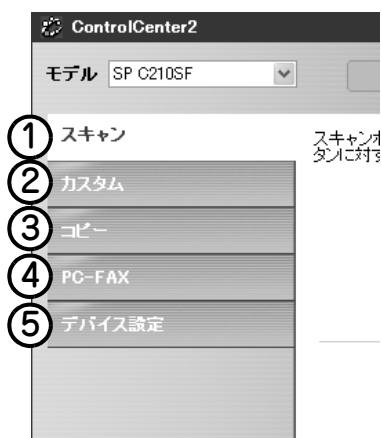 ControlCenter2
モデル SP C210SF
① スキャン
スキャン
タンに対す
② カスタム
③ コピー
④ PC-FAX
⑤ デバイス設定